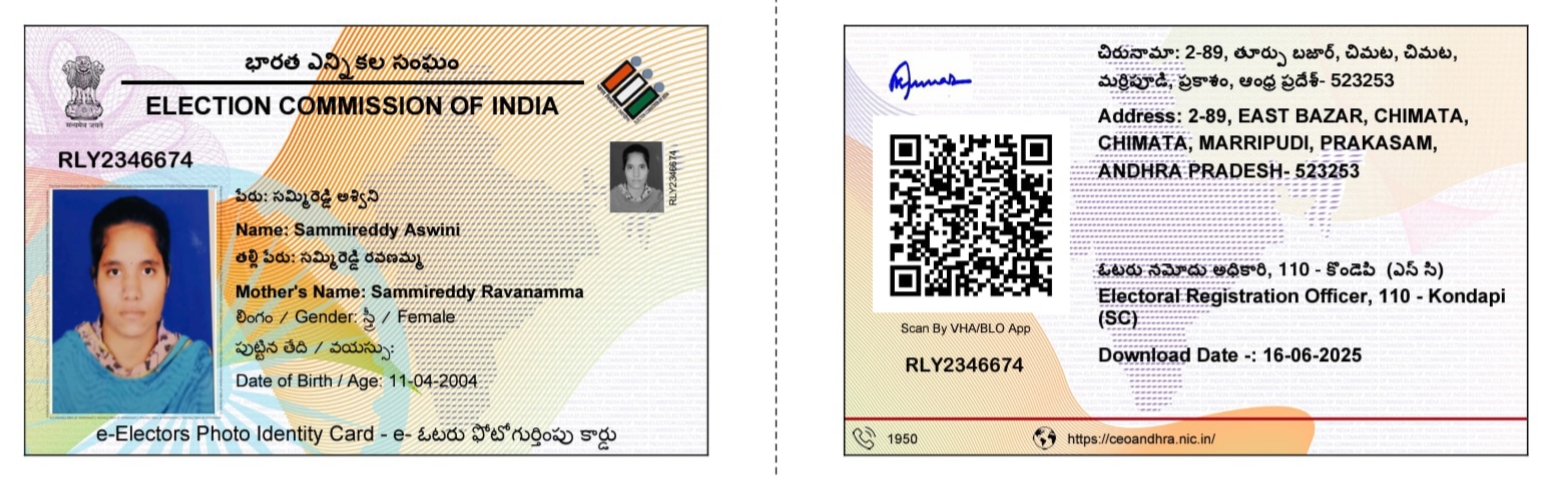 భారత ఎన్నికల సంఘం
ELECTION COMMISSION OF INDIA
सत्यमेव जयते
RLY2346674
RLY2346674
పేరు: సమ్మిరెడ్డి అశ్విని
Name: Sammireddy Aswini
తల్లి పేరు: సమ్మిరెడ్డి రవణమ్మ
Mother's Name: Sammireddy Ravanamma
లింగం / Gender: స్త్రీ / Female
పుట్టిన తేది / వయస్సు:
Date of Birth / Age: 11-04-2004
e-Electors Photo Identity Card - e- ఓటరు ఫోటోగుర్తింపు కార్డు
చిరునామా: 2-89, తూర్పు బజార్, చిమట, చిమట,
మర్రిపూడి, ప్రకాశం, ఆంధ్ర ప్రదేశ్- 523253
Address: 2-89, EAST BAZAR, CHIMATA,
CHIMATA, MARRIPUDI, PRAKASAM,
ANDHRA PRADESH- 523253
ఓటరు నమోదు అధికారి, 110 - కొండెపి (ఎస్ సి)
Electoral Registration Officer, 110 - Kondapi
(SC)
Scan By VHA/BLO App
RLY2346674
Download Date -: 16-06-2025
1950
https://ceoandhra.nic.in/